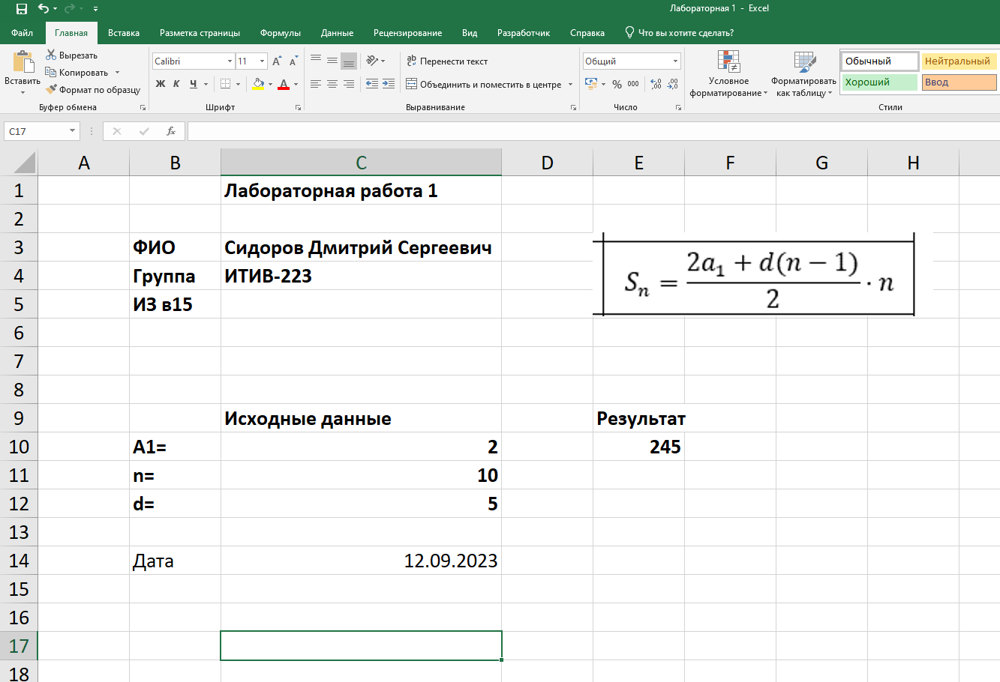 Лабораторная 1 - Excel
Файл Главная Вставка Разметка страницы Формулы Данные Рецензирование Вид Разработчик Справка Что вы хотите сделать?
Вставить
Вырезать
Копировать
Формат по образцу
Буфер обмена
Calibri 11
Ж К Ч
Шрифт
Перенести текст
Объединить и поместить в центре
Выравнивание
Общий
% 000
Число
Условное
форматирование
Форматировать
как таблицу
Обычный Нейтральный
Хороший Ввод
Стили
C17 fx
A B C D E F G H
1 Лабораторная работа 1
2
3 ФИО Сидоров Дмитрий Сергеевич
4 Группа ИТИВ-223
5 ИЗ в15
Sₙ = (2a₁ + d(n − 1))/2 · n
6
7
8
9 Исходные данные Результат
10 A1= 2 245
11 n= 10
12 d= 5
13
14 Дата 12.09.2023
15
16
17
18